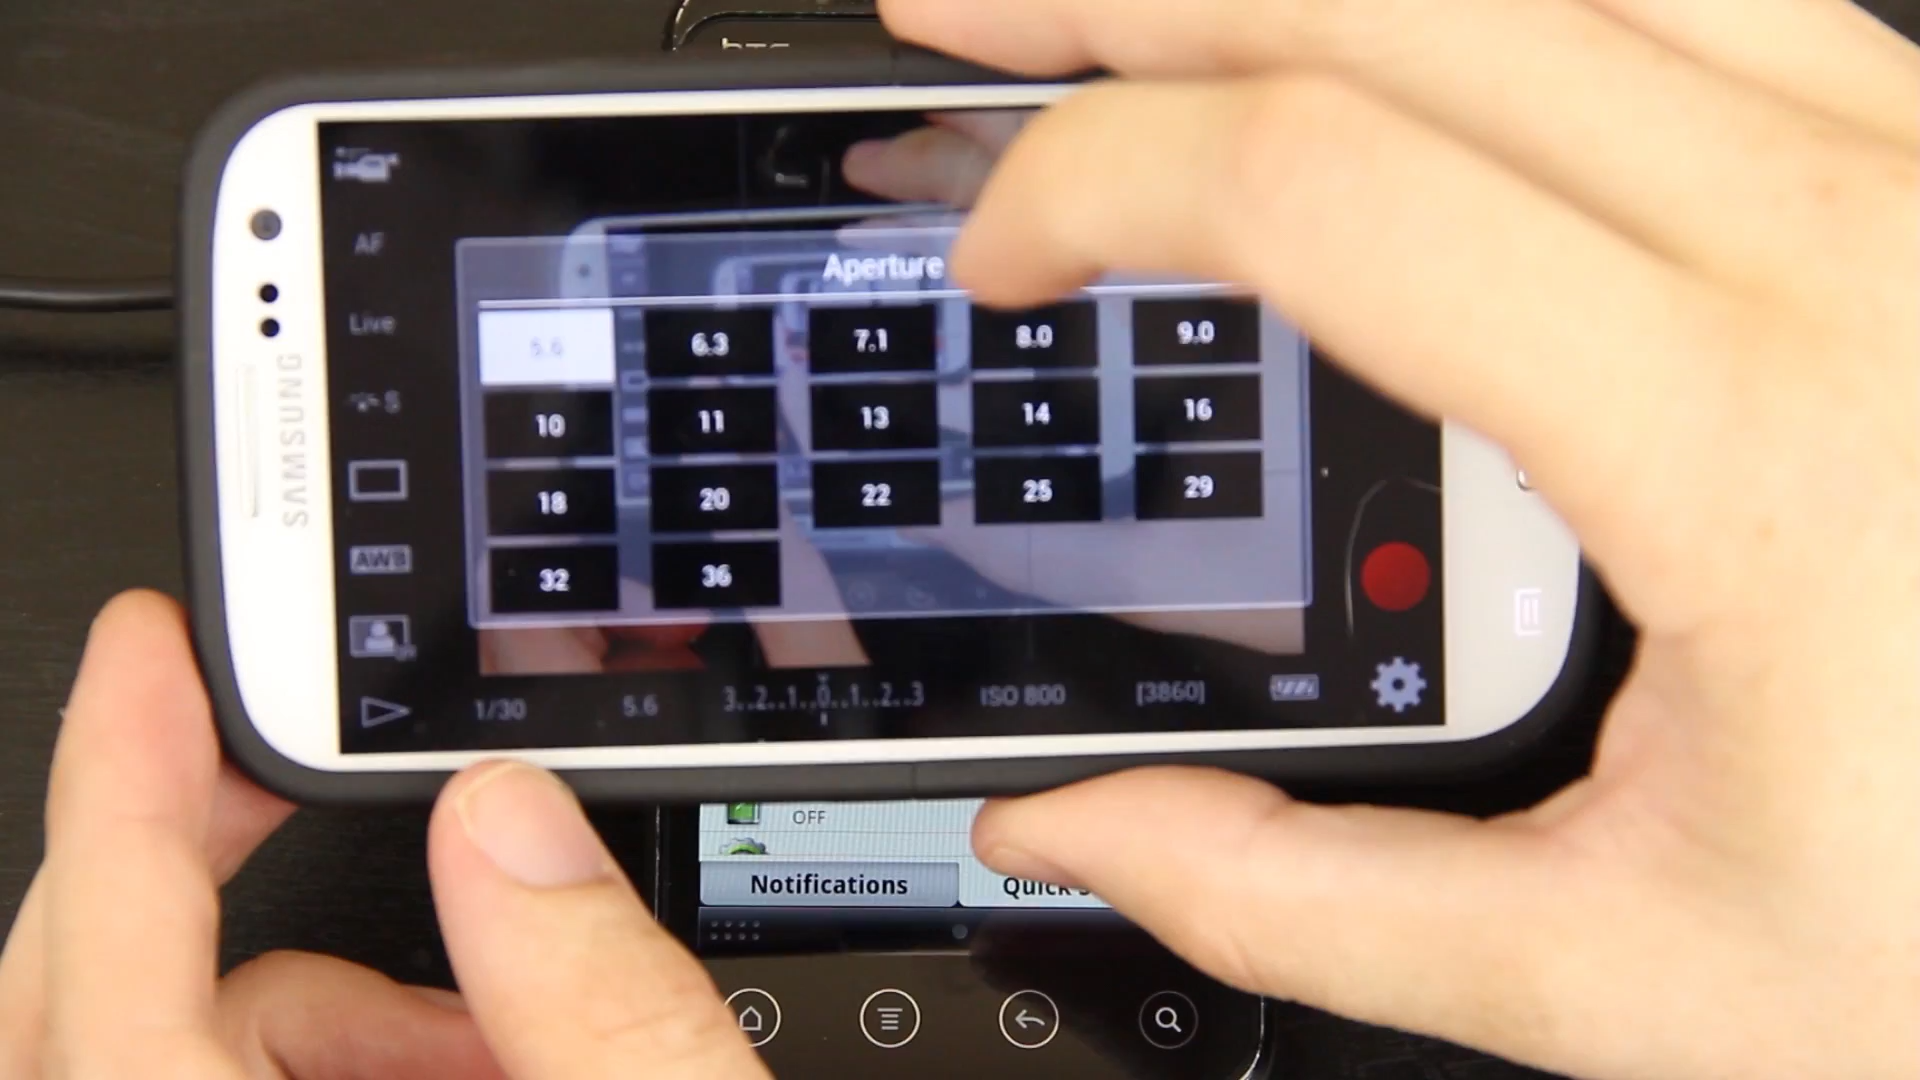 hTC
SAMSUNG
AF
Live
S
AWB
Aperture
5.6 6.3 7.1 8.0 9.0
10 11 13 14 16
18 20 22 25 29
32 36
1/30 5.6 3..2..1..0..1..2..3 ISO 800 [3860]
OFF
Notifications Quick